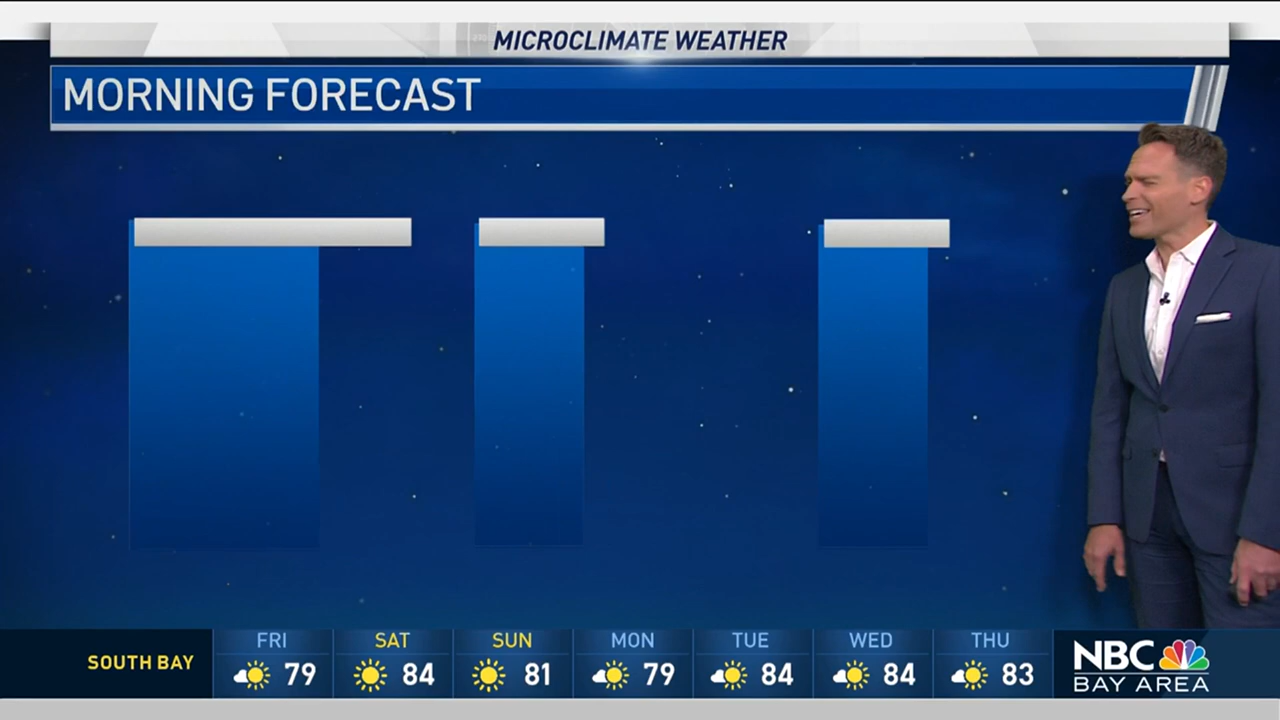 MICROCLIMATE WEATHER
MORNING FORECAST
SOUTH BAY
FRI
79
SAT
84
SUN
81
MON
79
TUE
84
WED
84
THU
83
NBC
BAY AREA